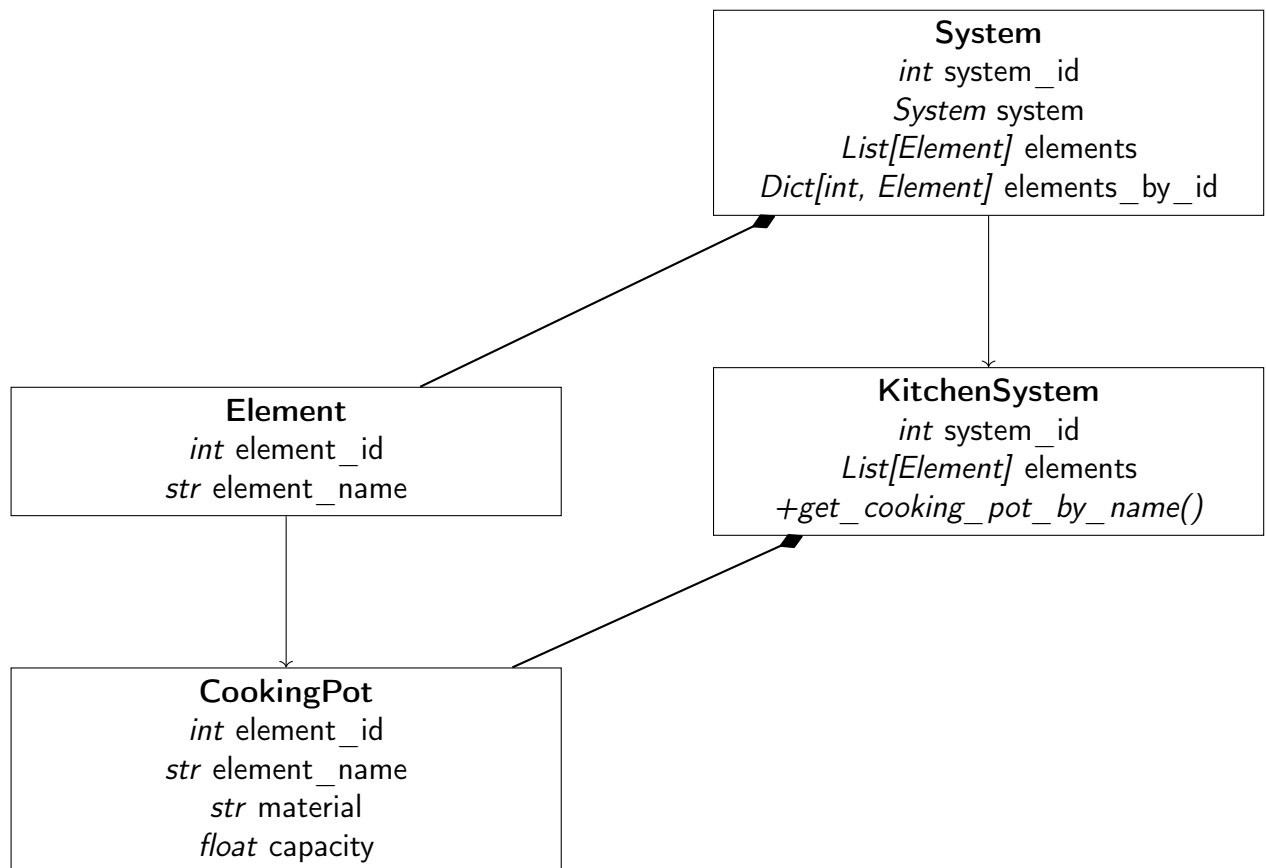 System
int system_id
System system
List[Element] elements
Dict[int, Element] elements_by_id
Element
int element_id
str element_name
KitchenSystem
int system_id
List[Element] elements
+get_cooking_pot_by_name()
CookingPot
int element_id
str element_name
str material
float capacity